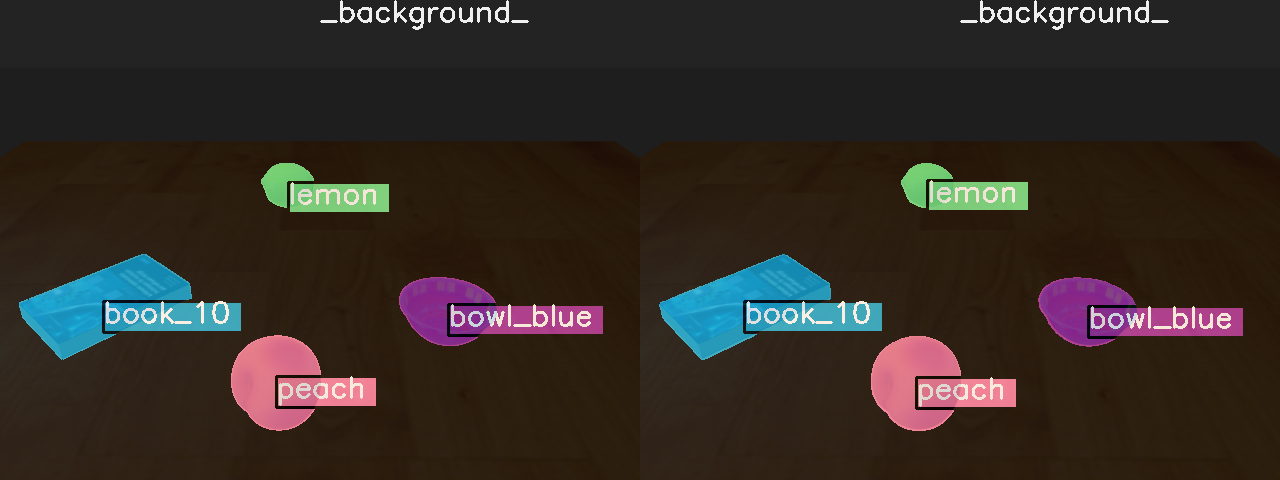 _background_ _background_
lemon lemon
book_10 bowl_blue book_10 bowl_blue
peach peach